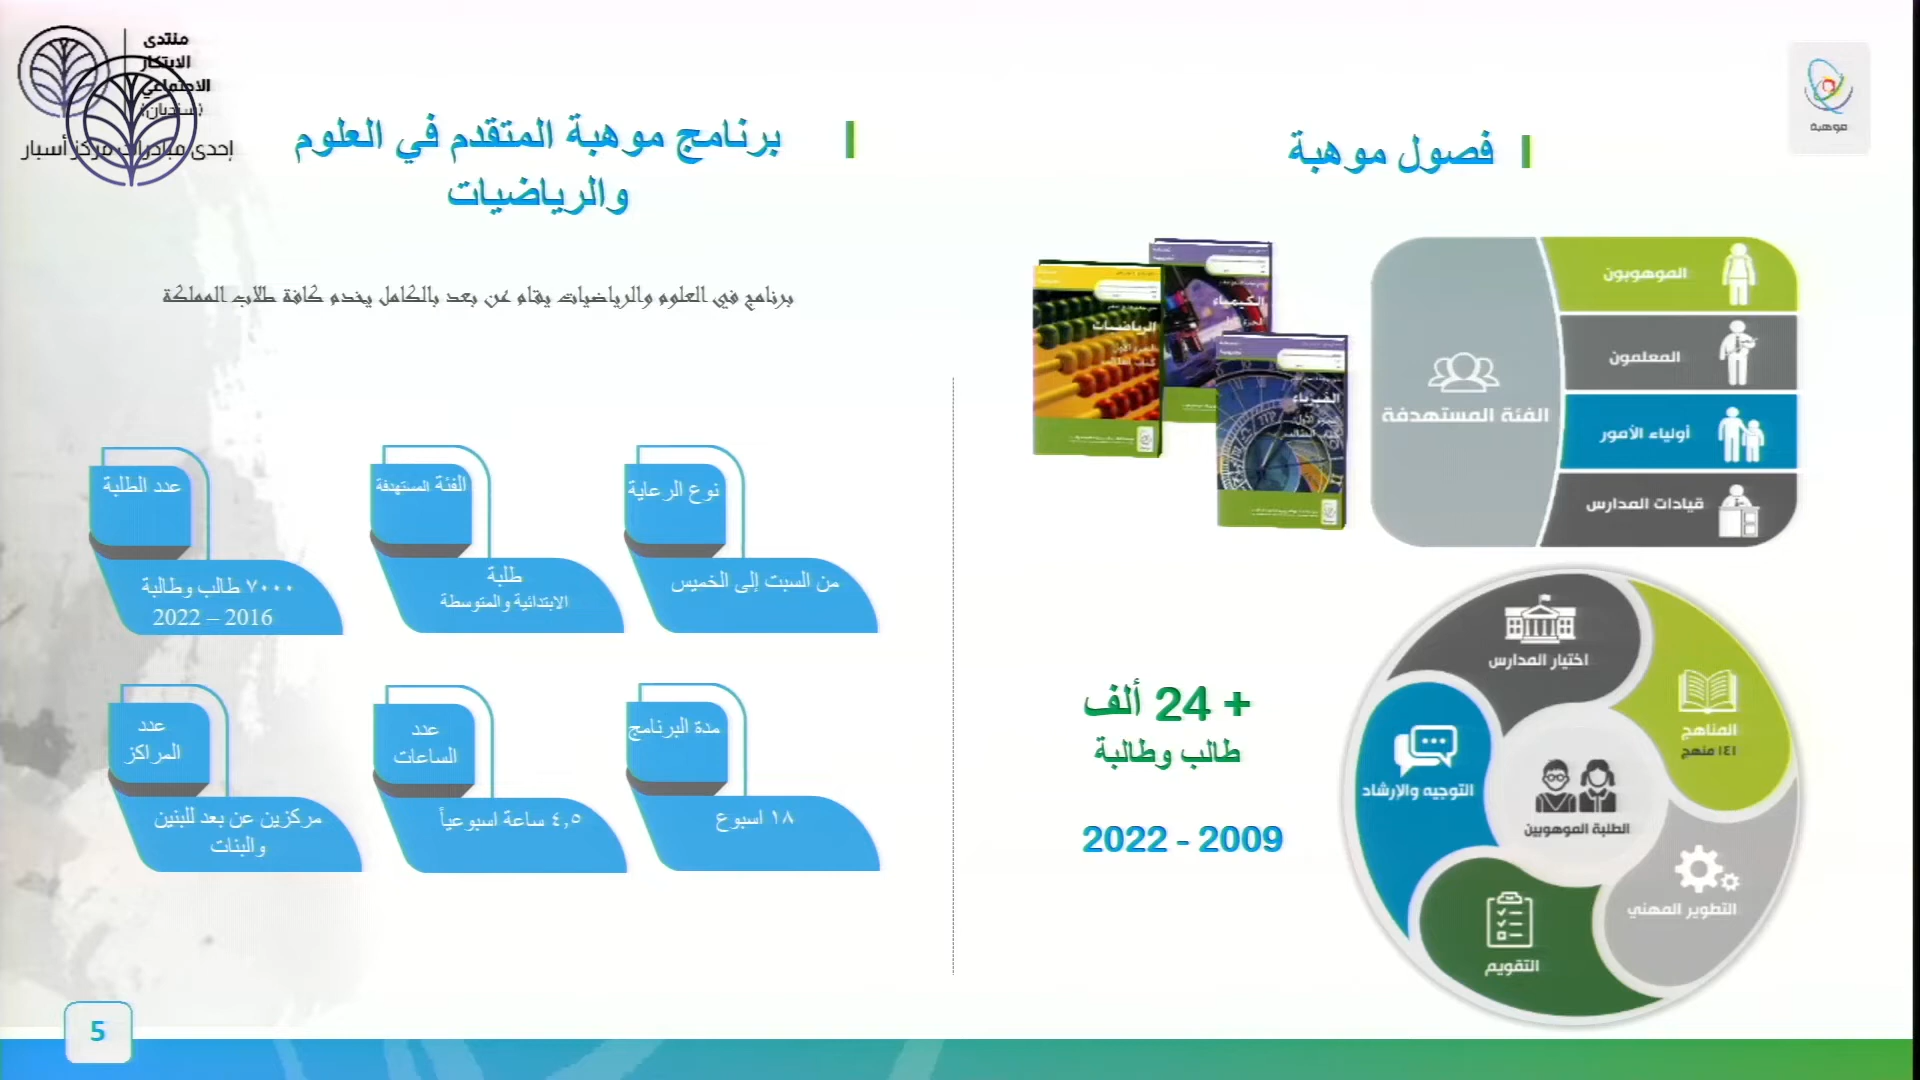 موهبة
منتدى
الابتكار
الاجتماعي
إحدى مبادرات مركز أسبار
فصول موهبة
الموهوبون
المعلمون
أولياء الأمور
قيادات المدارس
الفئة المستهدفة
الكيمياء
الرياضيات
الفيزياء
اختيار المدارس
المناهج
١٤١ منهج
التوجيه والإرشاد
الطلبة الموهوبين
التطوير المهني
التقويم
+ 24 ألف
طالب وطالبة
2009 - 2022
برنامج موهبة المتقدم في العلوم
والرياضيات
برنامج في العلوم والرياضيات يقام عن بعد بالكامل يخدم كافة طلاب المملكة
نوع الرعاية
من السبت إلى الخميس
الفئة المستهدفة
طلبة
الابتدائية والمتوسطة
عدد الطلبة
٧٠٠٠ طالب وطالبة
2016 – 2022
مدة البرنامج
١٨ اسبوع
عدد
الساعات
٤,٥ ساعة اسبوعياً
عدد
المراكز
مركزين عن بعد للبنين
والبنات
5